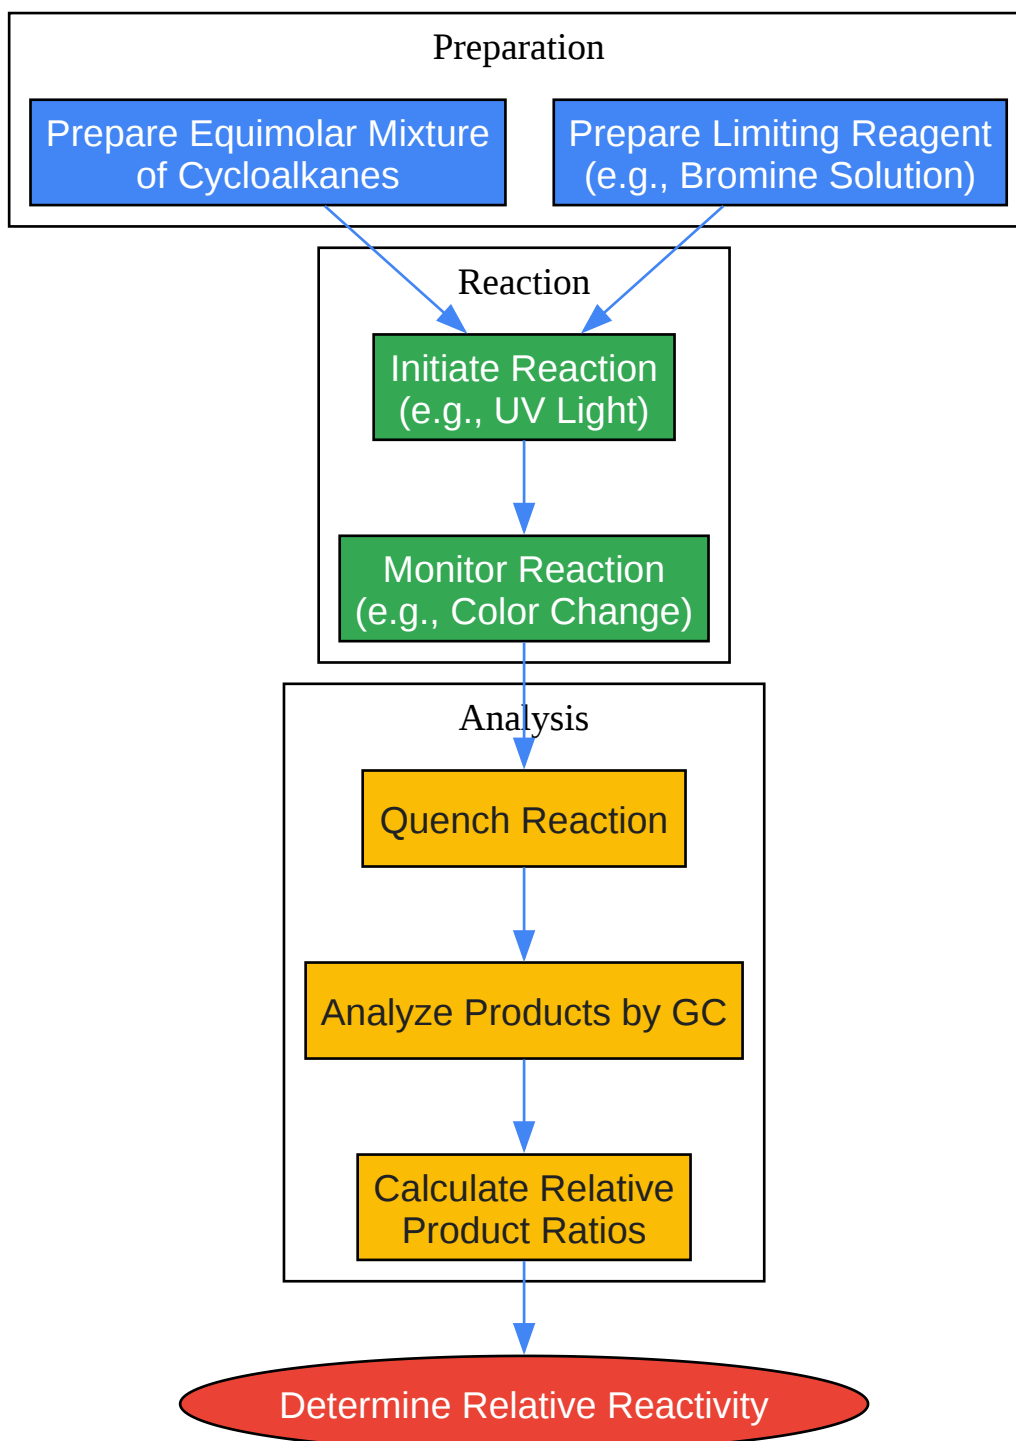 Preparation
Prepare Equimolar Mixture
of Cycloalkanes
Prepare Limiting Reagent
(e.g., Bromine Solution)
Reaction
Initiate Reaction
(e.g., UV Light)
Monitor Reaction
(e.g., Color Change)
Analysis
Quench Reaction
Analyze Products by GC
Calculate Relative
Product Ratios
Determine Relative Reactivity